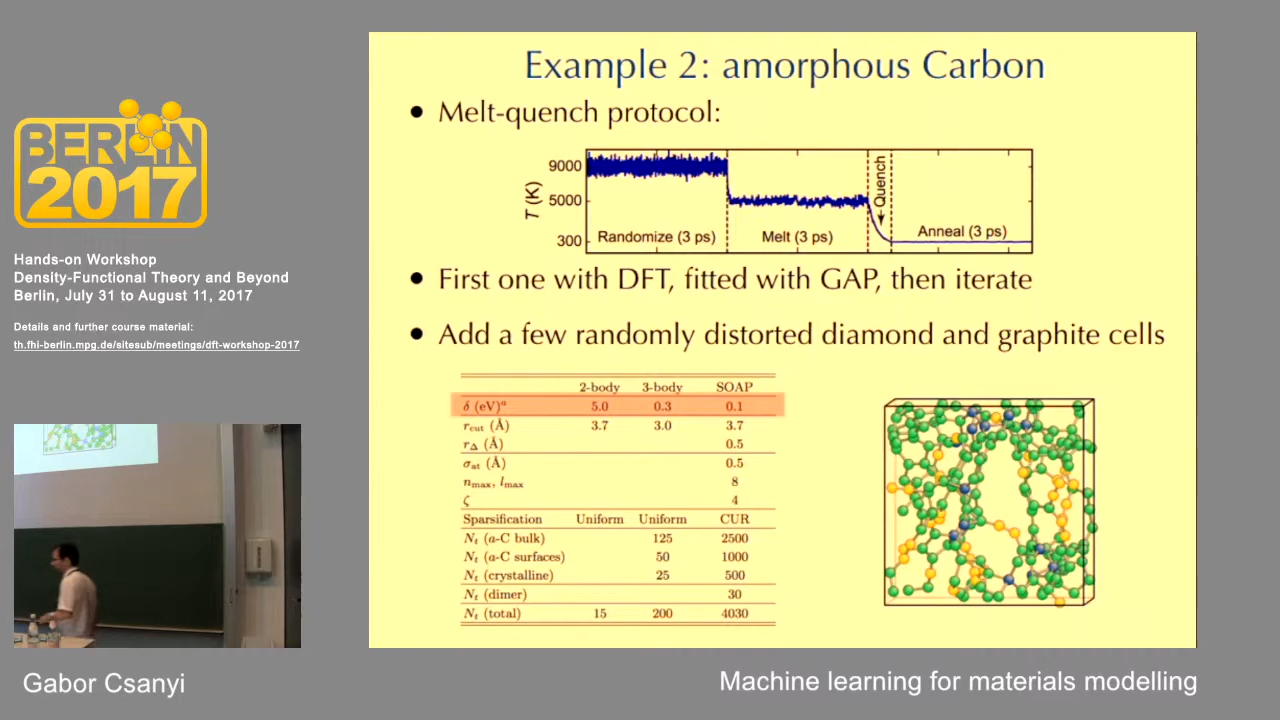 BERLIN
2017
Hands-on Workshop
Density-Functional Theory and Beyond
Berlin, July 31 to August 11, 2017
Details and further course material:
th.fhi-berlin.mpg.de/sitesub/meetings/dft-workshop-2017
Example 2: amorphous Carbon
• Melt-quench protocol:
T (K)
9000
5000
300
Randomize (3 ps)
Melt (3 ps)
Quench
Anneal (3 ps)
• First one with DFT, fitted with GAP, then iterate
• Add a few randomly distorted diamond and graphite cells
2-body 3-body SOAP
δ (eV)ᵃ 5.0 0.3 0.1
r_cut (Å) 3.7 3.0 3.7
r_Δ (Å) 0.5
σ_at (Å) 0.5
n_max, l_max 8
ζ 4
Sparsification Uniform Uniform CUR
N_t (a-C bulk) 125 2500
N_t (a-C surfaces) 50 1000
N_t (crystalline) 25 500
N_t (dimer) 30
N_t (total) 15 200 4030
Gabor Csanyi
Machine learning for materials modelling